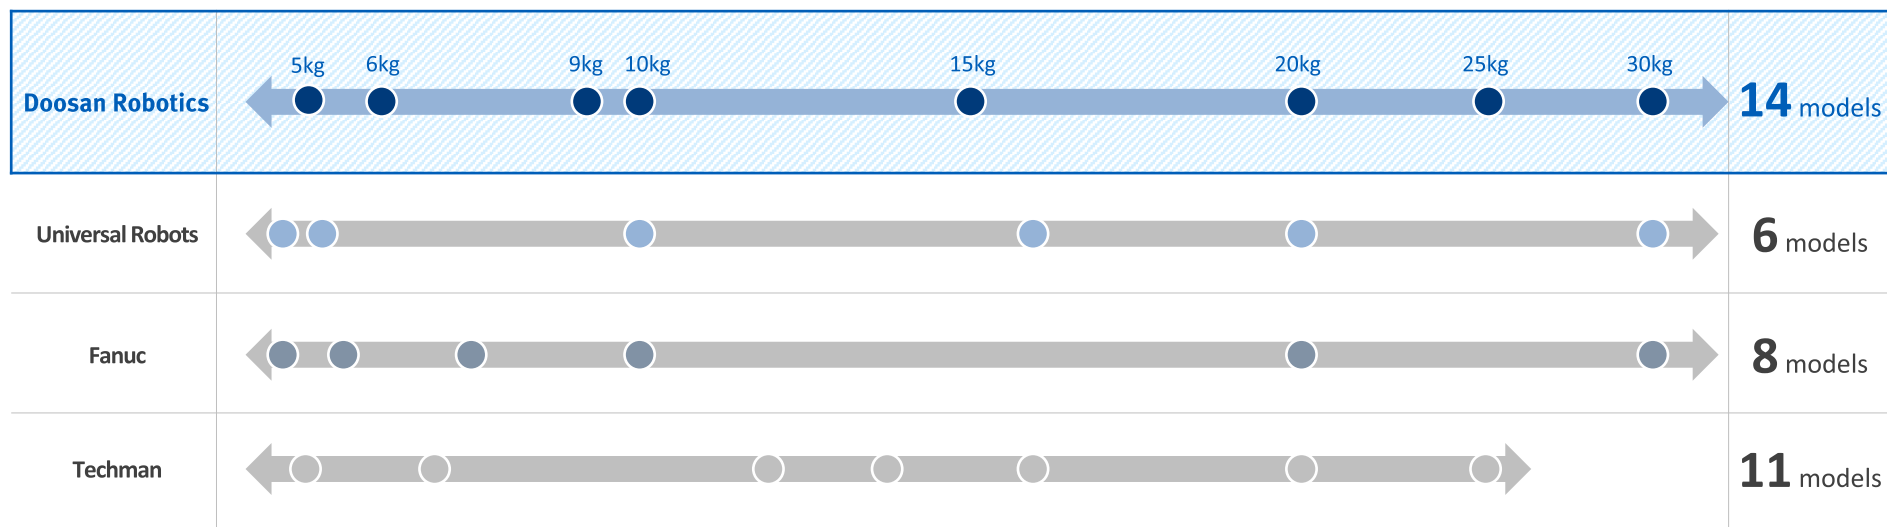 5kg 6kg 9kg 10kg 15kg 20kg 25kg 30kg
Doosan Robotics 14 models
Universal Robots 6 models
Fanuc 8 models
Techman 11 models